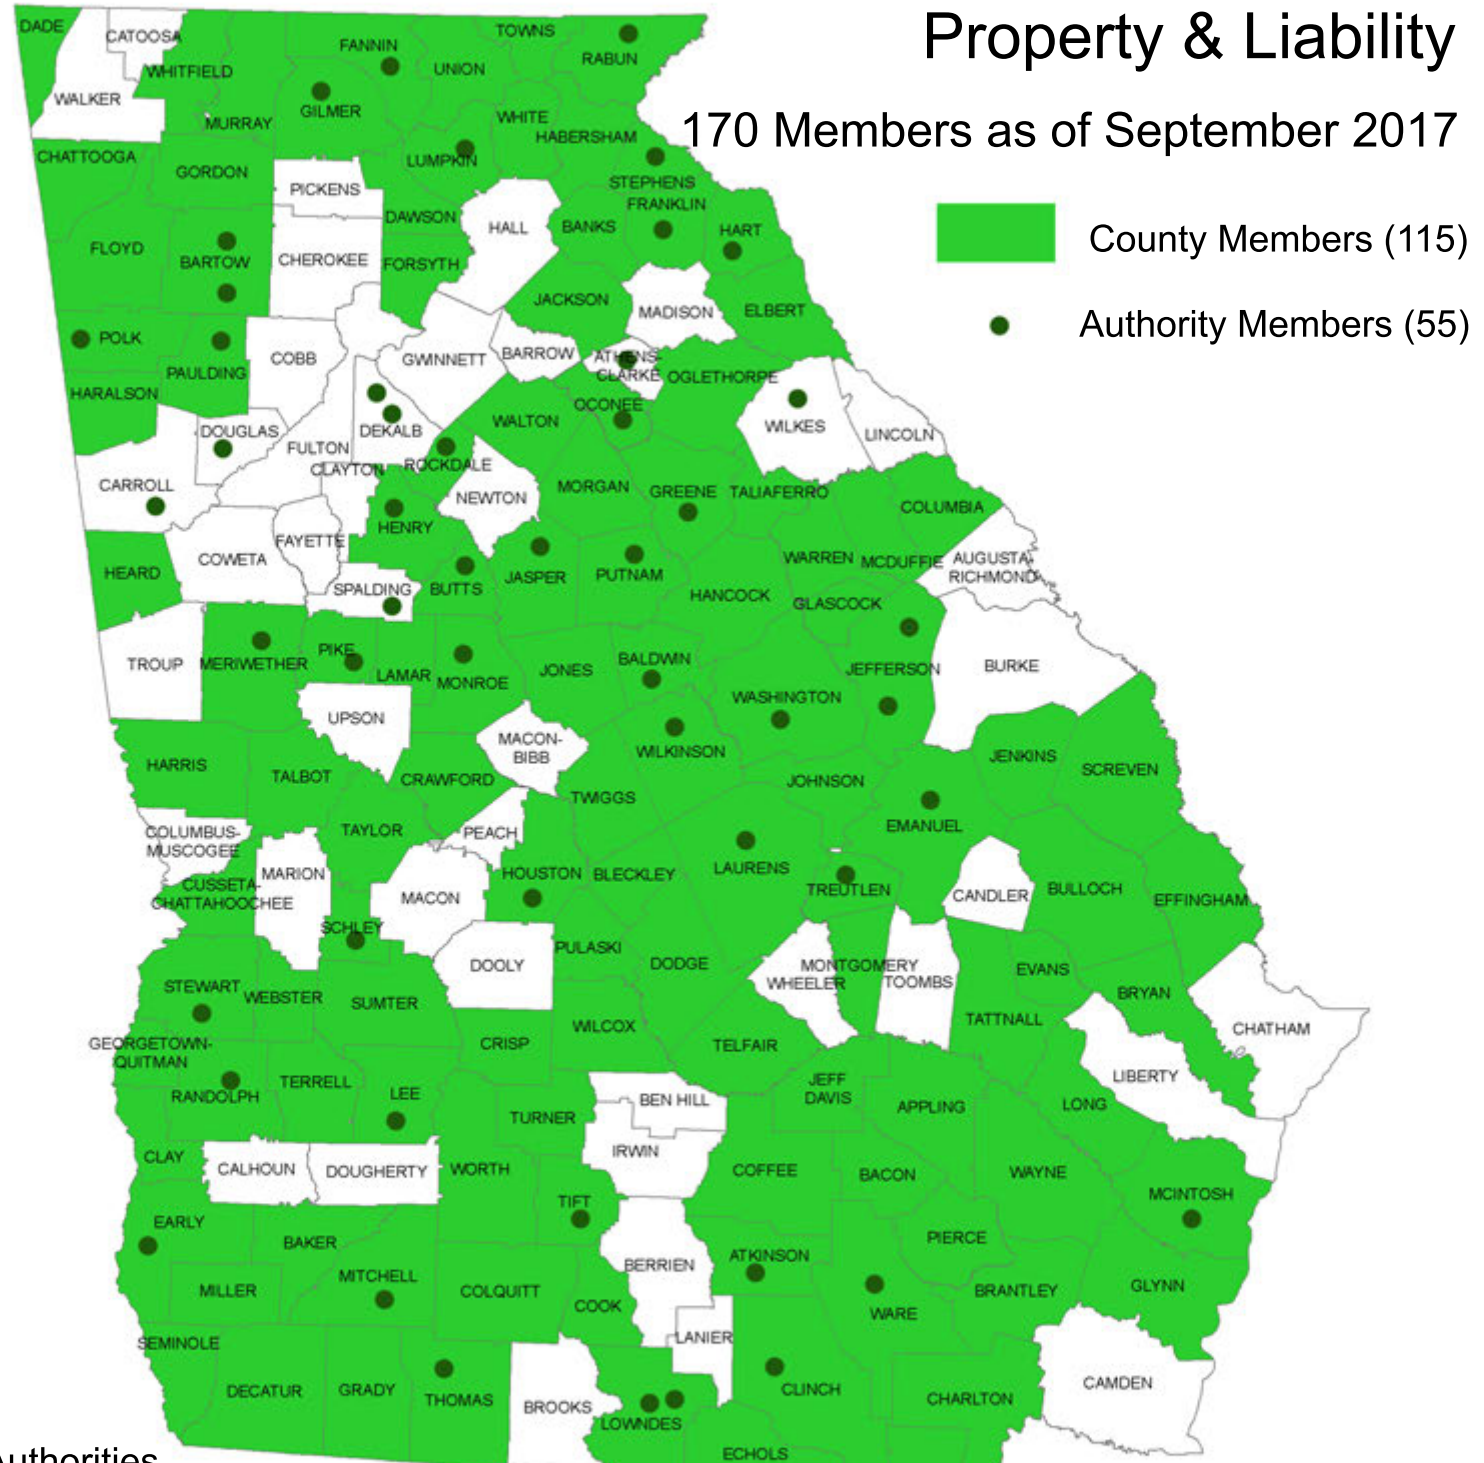 Property & Liability
170 Members as of September 2017
County Members (115)
Authority Members (55)
DADE
CATOOSA
WHITFIELD
WALKER
MURRAY
FANNIN
GILMER
TOWNS
UNION
RABUN
WHITE
HABERSHAM
LUMPKIN
STEPHENS
FRANKLIN
CHATTOOGA
GORDON
PICKENS
DAWSON
HALL
BANKS
HART
FLOYD
BARTOW
CHEROKEE
FORSYTH
JACKSON
MADISON
ELBERT
POLK
PAULDING
COBB
GWINNETT
BARROW
ATHENS-
CLARKE
OGLETHORPE
HARALSON
DOUGLAS
FULTON
DEKALB
CLAYTON
ROCKDALE
WALTON
OCONEE
WILKES
LINCOLN
CARROLL
NEWTON
MORGAN
GREENE
TALIAFERRO
COLUMBIA
HENRY
HEARD
COWETA
FAYETTE
SPALDING
BUTTS
JASPER
PUTNAM
HANCOCK
WARREN
MCDUFFIE
AUGUSTA-
RICHMOND
GLASCOCK
TROUP
MERIWETHER
PIKE
LAMAR
MONROE
JONES
BALDWIN
WASHINGTON
JEFFERSON
BURKE
UPSON
MACON-
BIBB
WILKINSON
HARRIS
TALBOT
CRAWFORD
TWIGGS
JOHNSON
JENKINS
SCREVEN
COLUMBUS-
MUSCOGEE
TAYLOR
PEACH
EMANUEL
MARION
CUSSETA-
CHATTAHOOCHEE
MACON
HOUSTON
BLECKLEY
LAURENS
TREUTLEN
CANDLER
BULLOCH
EFFINGHAM
SCHLEY
DOOLY
PULASKI
DODGE
MONTGOMERY
WHEELER
TOOMBS
EVANS
BRYAN
STEWART
WEBSTER
SUMTER
CRISP
WILCOX
TELFAIR
TATTNALL
CHATHAM
GEORGETOWN-
QUITMAN
RANDOLPH
TERRELL
LEE
TURNER
BEN HILL
JEFF
DAVIS
APPLING
LONG
LIBERTY
CLAY
CALHOUN
DOUGHERTY
WORTH
IRWIN
COFFEE
BACON
WAYNE
MCINTOSH
EARLY
BAKER
TIFT
MITCHELL
MILLER
COLQUITT
COOK
BERRIEN
ATKINSON
PIERCE
WARE
BRANTLEY
GLYNN
SEMINOLE
DECATUR
GRADY
THOMAS
BROOKS
LANIER
LOWNDES
CLINCH
ECHOLS
CHARLTON
CAMDEN
Authorities